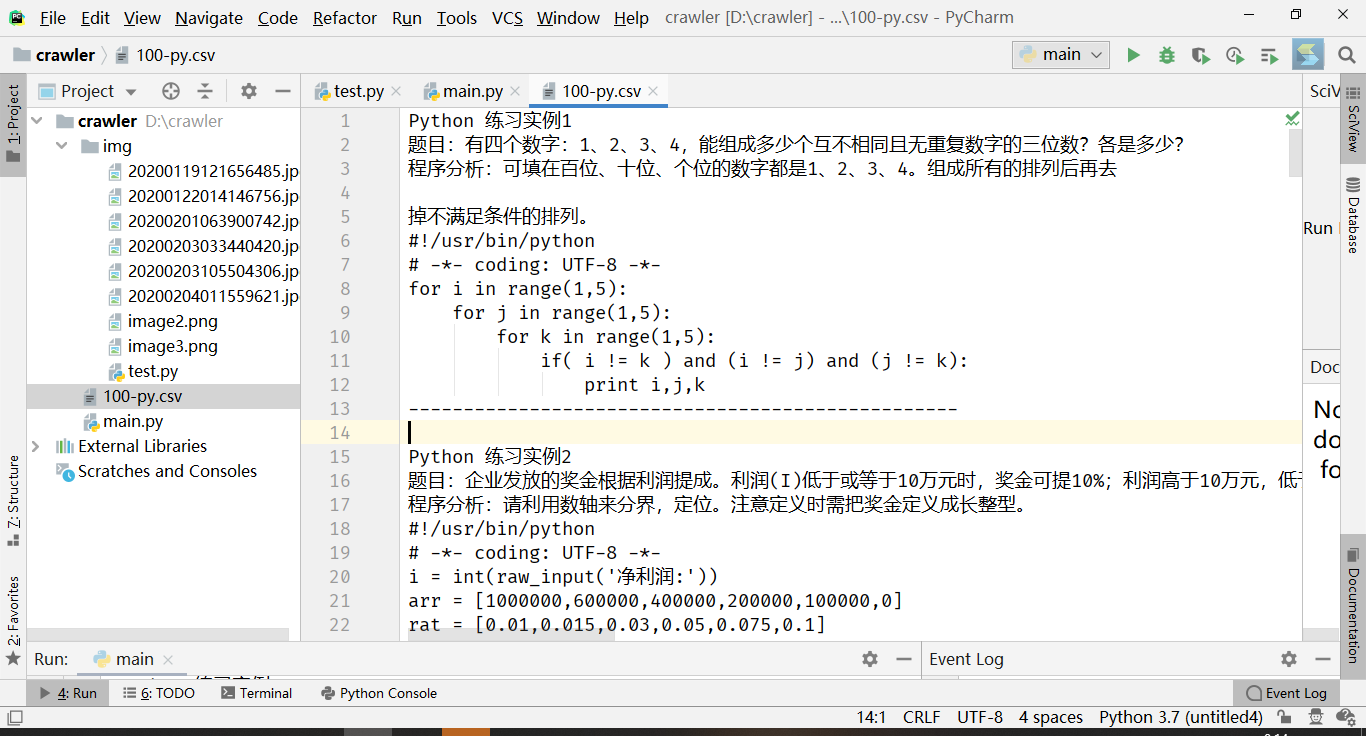 File Edit View Navigate Code Refactor Run Tools VCS Window Help crawler [D:\crawler] - ...\100-py.csv - PyCharm
crawler 100-py.csv main
1: Project
Project
test.py main.py 100-py.csv
SciV
crawler D:\crawler
img
20200119121656485.jp
20200122014146756.jp
20200201063900742.jp
20200203033440420.jp
20200203105504306.jp
20200204011559621.jp
image2.png
image3.png
test.py
100-py.csv
main.py
External Libraries
Scratches and Consoles
7: Structure
2: Favorites
1 Python 练习实例1
2 题目：有四个数字：1、2、3、4，能组成多少个互不相同且无重复数字的三位数？各是多少？
3 程序分析：可填在百位、十位、个位的数字都是1、2、3、4。组成所有的排列后再去
4
5 掉不满足条件的排列。
6 #!/usr/bin/python
7 # -*- coding: UTF-8 -*-
8 for i in range(1,5):
9     for j in range(1,5):
10         for k in range(1,5):
11             if( i != k ) and (i != j) and (j != k):
12                 print i,j,k
13 --------------------------------------------------
14
15 Python 练习实例2
16 题目：企业发放的奖金根据利润提成。利润(I)低于或等于10万元时，奖金可提10%；利润高于10万元，低
17 程序分析：请利用数轴来分界，定位。注意定义时需把奖金定义成长整型。
18 #!/usr/bin/python
19 # -*- coding: UTF-8 -*-
20 i = int(raw_input('净利润:'))
21 arr = [1000000,600000,400000,200000,100000,0]
22 rat = [0.01,0.015,0.03,0.05,0.075,0.1]
Run
Doc
No
do
fo
SciView
Database
Documentation
Run: main
Event Log
4: Run 6: TODO Terminal Python Console Event Log
14:1 CRLF UTF-8 4 spaces Python 3.7 (untitled4)